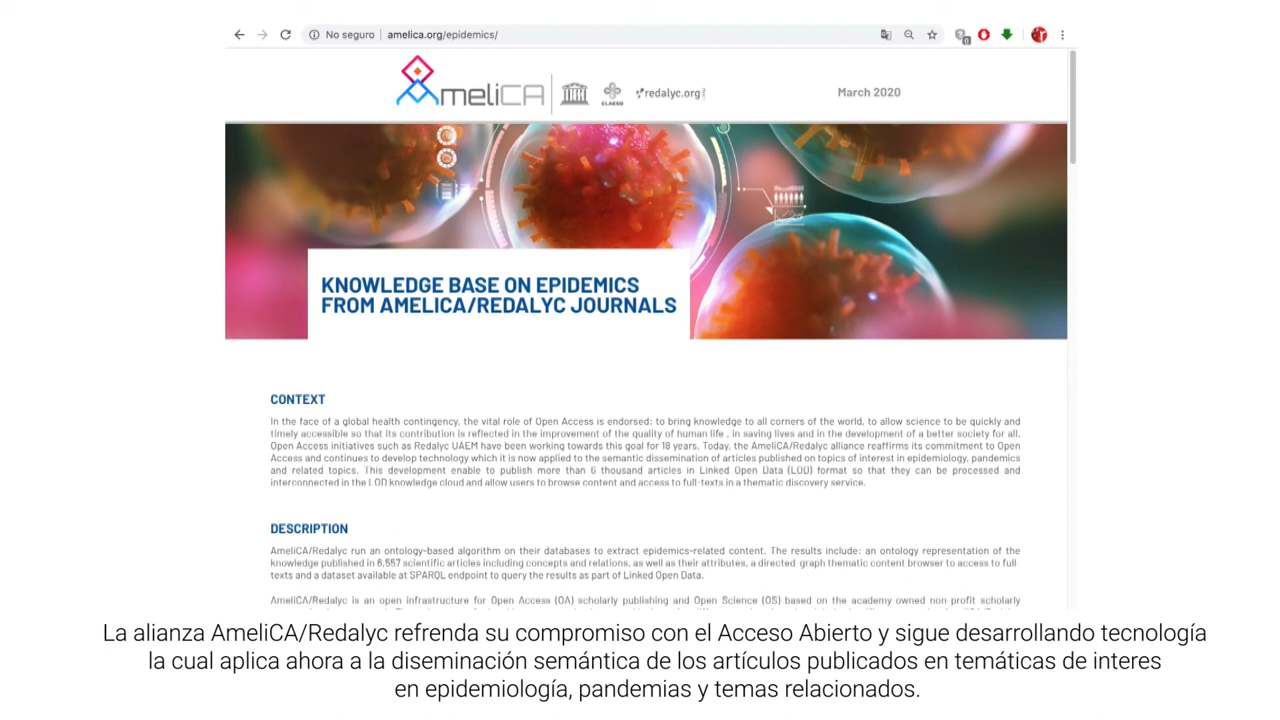 No seguro | amelica.org/epidemics/
AmeliCA
CLACSO
redalyc.org
March 2020
KNOWLEDGE BASE ON EPIDEMICS
FROM AMELICA/REDALYC JOURNALS
CONTEXT
In the face of a global health contingency, the vital role of Open Access is endorsed: to bring knowledge to all corners of the world, to allow science to be quickly and
timely accessible so that its contribution is reflected in the improvement of the quality of human life , in saving lives and in the development of a better society for all.
Open Access initiatives such as Redalyc UAEM have been working towards this goal for 18 years. Today, the AmeliCA/Redalyc alliance reaffirms its commitment to Open
Access and continues to develop technology which it is now applied to the semantic dissemination of articles published on topics of interest in epidemiology, pandemics
and related topics. This development enable to publish more than 6 thousand articles in Linked Open Data (LOD) format so that they can be processed and
interconnected in the LOD knowledge cloud and allow users to browse content and access to full-texts in a thematic discovery service.
DESCRIPTION
AmeliCA/Redalyc run an ontology-based algorithm on their databases to extract epidemics-related content. The results include: an ontology representation of the
knowledge published in 6,557 scientific articles including concepts and relations, as well as their attributes, a directed graph thematic content browser to access to full-
texts and a dataset available at SPARQL endpoint to query the results as part of Linked Open Data.
AmeliCA/Redalyc is an open infrastructure for Open Access (OA) scholarly publishing and Open Science (OS) based on the academy owned non profit scholarly
La alianza AmeliCA/Redalyc refrenda su compromiso con el Acceso Abierto y sigue desarrollando tecnología
la cual aplica ahora a la diseminación semántica de los artículos publicados en temáticas de interes
en epidemiología, pandemias y temas relacionados.